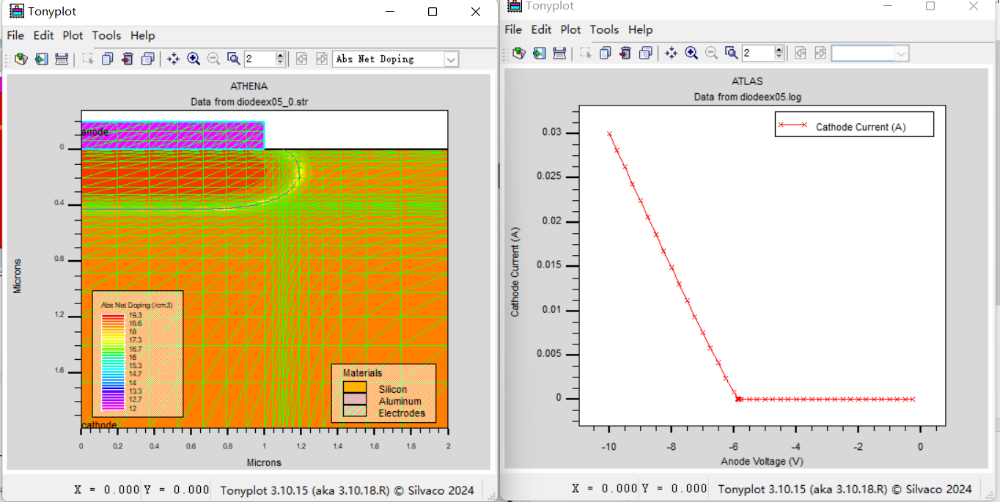 Tonyplot
File Edit Plot Tools Help
2 Abs Net Doping
ATHENA
Data from diodeex05_0.str
anode
0
0.4
0.8
1.2
1.6
Microns
Abs Net Doping (/cm3)
19.3
18.6
18
17.3
16.7
16
15.3
14.7
14
13.3
12.7
12
Materials
Silicon
Aluminum
Electrodes
cathode
0 0.2 0.4 0.6 0.8 1 1.2 1.4 1.6 1.8 2
Microns
X = 0.000 Y = 0.000 Tonyplot 3.10.15 (aka 3.10.18.R) © Silvaco 2024
Tonyplot
File Edit Plot Tools Help
2
ATLAS
Data from diodeex05.log
Cathode Current (A)
0.03
0.025
0.02
0.015
0.01
0.005
0
Cathode Current (A)
-10 -8 -6 -4 -2 0
Anode Voltage (V)
X = 0.000 Y = 0.000 Tonyplot 3.10.15 (aka 3.10.18.R) © Silvaco 2024